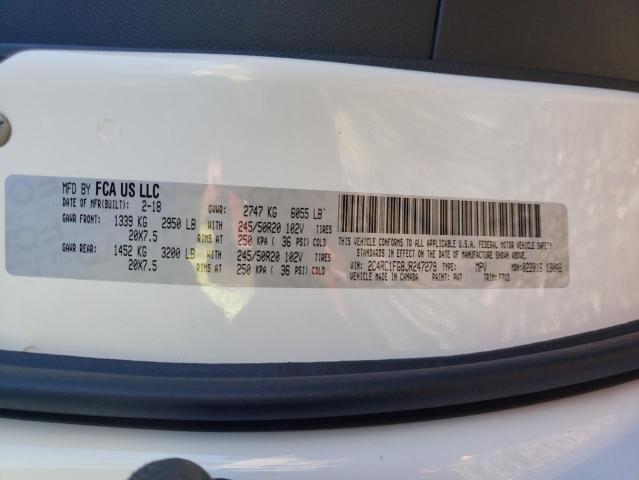 MFD BY FCA US LLC
DATE OF MFR(BUILT): 2-18 GVWR: 2747 KG 6055 LB
GAWR FRONT: 1339 KG 2950 LB WITH 245/50R20 102V TIRES
20X7.5 RIMS AT 250 KPA ( 36 PSI) COLD
GAWR REAR: 1452 KG 3200 LB WITH 245/50R20 102V TIRES
20X7.5 RIMS AT 250 KPA ( 36 PSI) COLD
THIS VEHICLE CONFORMS TO ALL APPLICABLE U.S.A. FEDERAL MOTOR VEHICLE SAFETY
STANDARDS IN EFFECT ON THE DATE OF MANUFACTURE SHOWN ABOVE.
VIN: 2C4RC1FG8JR247279 TYPE: MPV MDH: 022016 190AB
VEHICLE MADE IN CANADA PAINT: PW7 TRIM: F7X3